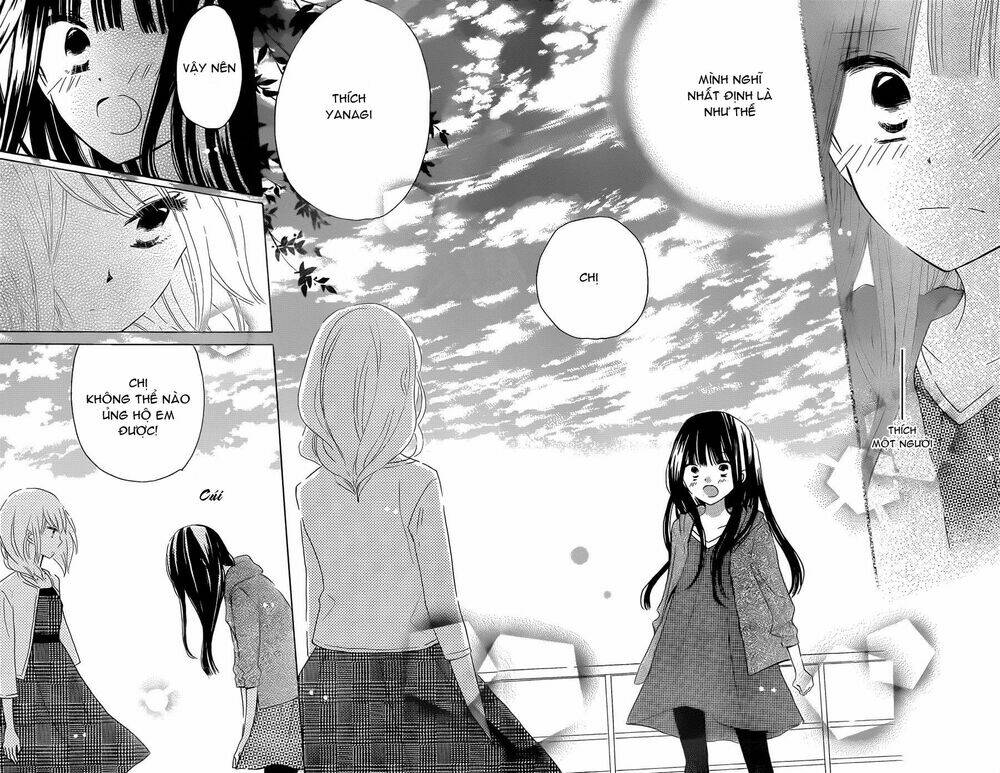 THÍCH
MỘT NGƯỜI
MÌNH NGHĨ
NHẤT ĐỊNH LÀ
NHƯ THẾ
CHỊ
THÍCH
YANAGI
VẬY NÊN
CHỊ
KHÔNG THỂ NÀO
ỦNG HỘ EM
ĐƯỢC!
Cúi